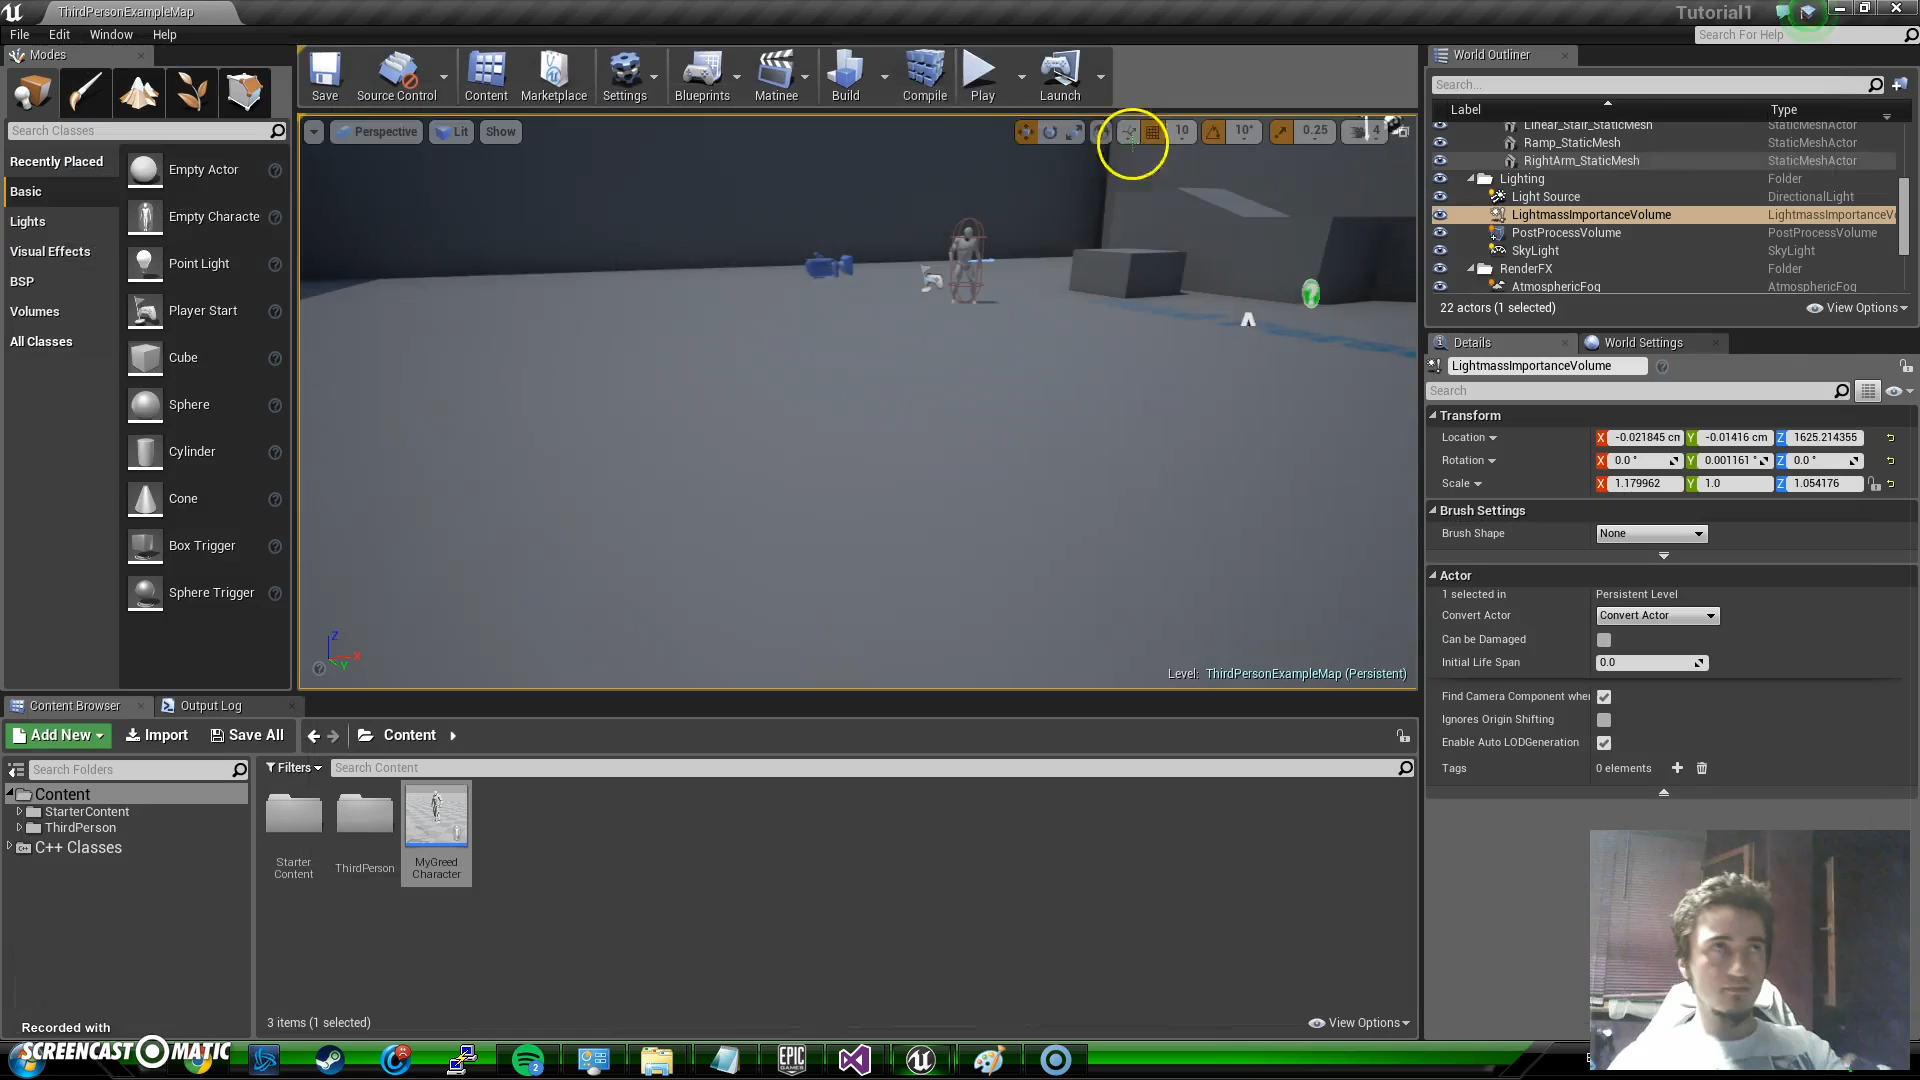 ThirdPersonExampleMap
Tutorial1
File Edit Window Help
Search For Help
Modes
Save
Source Control
Content
Marketplace
Settings
Blueprints
Matinee
Build
Compile
Play
Launch
Search Classes
Recently Placed
Basic
Lights
Visual Effects
BSP
Volumes
All Classes
Empty Actor
Empty Characte
Point Light
Player Start
Cube
Sphere
Cylinder
Cone
Box Trigger
Sphere Trigger
Perspective Lit Show
10 10° 0.25 4
Z
X
Y
Level: ThirdPersonExampleMap (Persistent)
World Outliner
Search...
Label Type
Linear_Stair_StaticMesh StaticMeshActor
Ramp_StaticMesh StaticMeshActor
RightArm_StaticMesh StaticMeshActor
Lighting Folder
Light Source DirectionalLight
LightmassImportanceVolume LightmassImportanceV
PostProcessVolume PostProcessVolume
SkyLight SkyLight
RenderFX Folder
AtmosphericFog AtmosphericFog
22 actors (1 selected) View Options
Details World Settings
LightmassImportanceVolume
Search
Transform
Location X -0.021845 cm Y -0.01416 cm Z 1625.214355
Rotation X 0.0 ° Y 0.001161 ° Z 0.0 °
Scale X 1.179962 Y 1.0 Z 1.054176
Brush Settings
Brush Shape None
Actor
1 selected in Persistent Level
Convert Actor Convert Actor
Can be Damaged
Initial Life Span 0.0
Find Camera Component wher
Ignores Origin Shifting
Enable Auto LODGeneration
Tags 0 elements
Content Browser Output Log
Add New Import Save All Content
Search Folders
Filters Search Content
Content
StarterContent
ThirdPerson
C++ Classes
Starter
Content
ThirdPerson
MyGreed
Character
3 items (1 selected) View Options
Recorded with
SCREENCAST MATIC
2
EPIC
GAMES